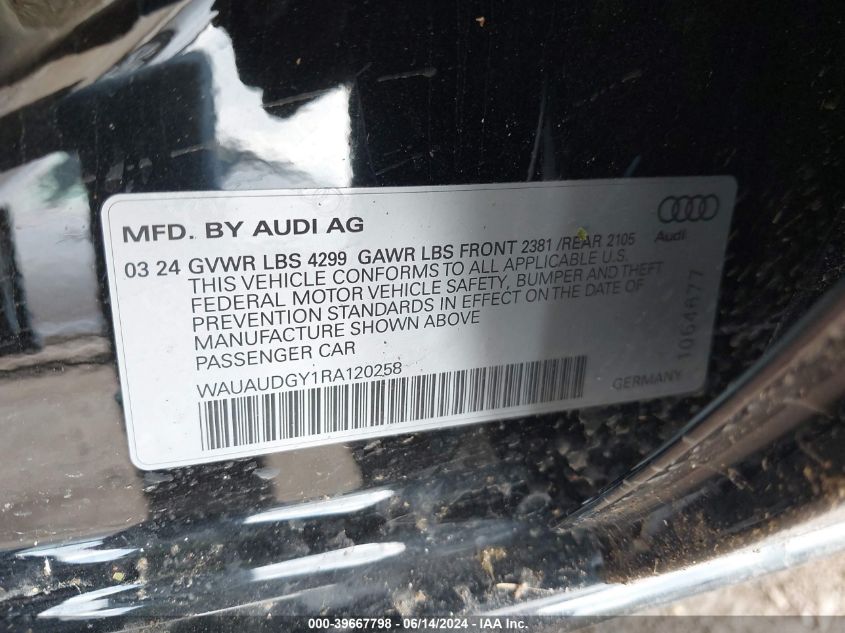 MFD. BY AUDI AG
Audi
03 24 GVWR LBS 4299 GAWR LBS FRONT 2381 /REAR 2105
THIS VEHICLE CONFORMS TO ALL APPLICABLE U.S.
FEDERAL MOTOR VEHICLE SAFETY, BUMPER AND THEFT
PREVENTION STANDARDS IN EFFECT ON THE DATE OF
MANUFACTURE SHOWN ABOVE
PASSENGER CAR
WAUAUDGY1RA120258
GERMANY
1064677
000-39667798 - 06/14/2024 - IAA Inc.